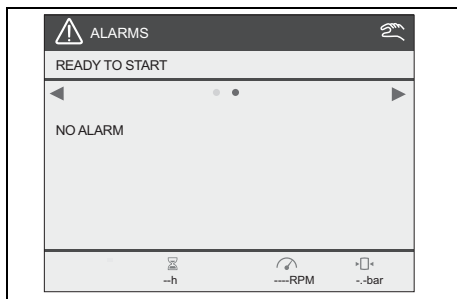 ALARMS
READY TO START
NO ALARM
--h
----RPM
-.-bar